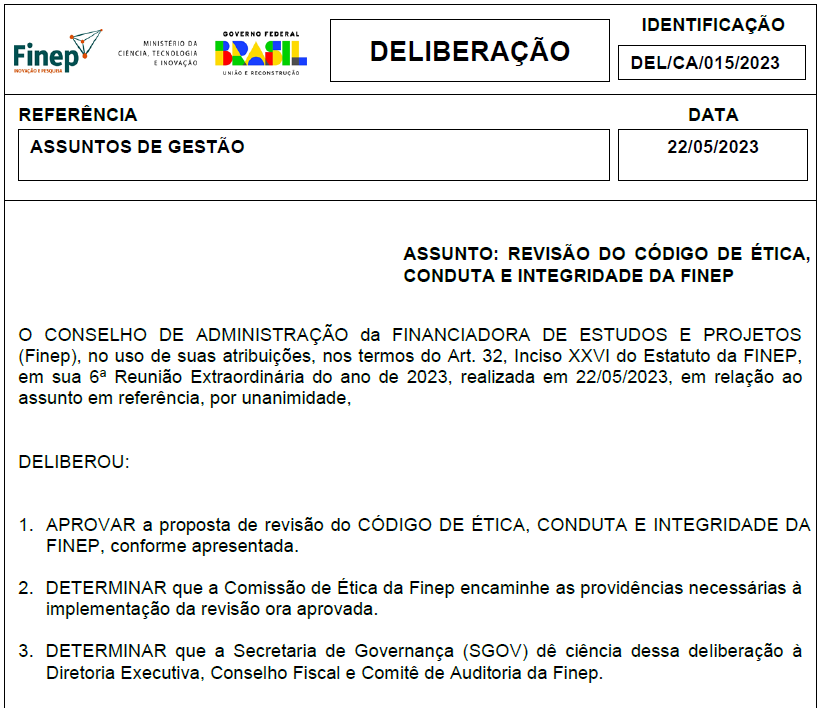 Finep
INOVAÇÃO E PESQUISA
MINISTÉRIO DA
CIÊNCIA, TECNOLOGIA
E INOVAÇÃO
GOVERNO FEDERAL
BRASIL
UNIÃO E RECONSTRUÇÃO
DELIBERAÇÃO
IDENTIFICAÇÃO
DEL/CA/015/2023
REFERÊNCIA
DATA
ASSUNTOS DE GESTÃO
22/05/2023
ASSUNTO: REVISÃO DO CÓDIGO DE ÉTICA,
CONDUTA E INTEGRIDADE DA FINEP
O CONSELHO DE ADMINISTRAÇÃO da FINANCIADORA DE ESTUDOS E PROJETOS
(Finep), no uso de suas atribuições, nos termos do Art. 32, Inciso XXVI do Estatuto da FINEP,
em sua 6ª Reunião Extraordinária do ano de 2023, realizada em 22/05/2023, em relação ao
assunto em referência, por unanimidade,
DELIBEROU:
1. APROVAR a proposta de revisão do CÓDIGO DE ÉTICA, CONDUTA E INTEGRIDADE DA
FINEP, conforme apresentada.
2. DETERMINAR que a Comissão de Ética da Finep encaminhe as providências necessárias à
implementação da revisão ora aprovada.
3. DETERMINAR que a Secretaria de Governança (SGOV) dê ciência dessa deliberação à
Diretoria Executiva, Conselho Fiscal e Comitê de Auditoria da Finep.